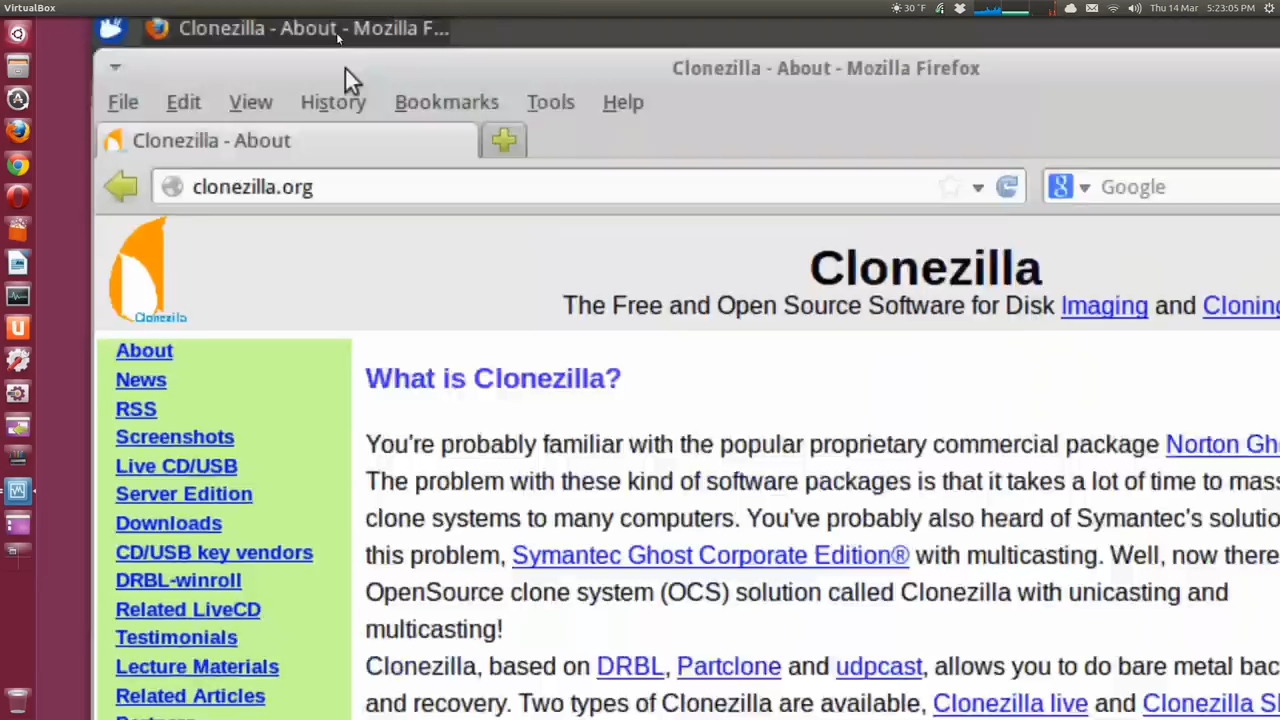 VirtualBox
30 °F
Thu 14 Mar
5:23:05 PM
Clonezilla - About - Mozilla F...
Clonezilla - About - Mozilla Firefox
File Edit View History Bookmarks Tools Help
Clonezilla - About
clonezilla.org
Google
Clonezilla
Clonezilla
The Free and Open Source Software for Disk Imaging and Cloning
About
News
RSS
Screenshots
Live CD/USB
Server Edition
Downloads
CD/USB key vendors
DRBL-winroll
Related LiveCD
Testimonials
Lecture Materials
Related Articles
What is Clonezilla?
You're probably familiar with the popular proprietary commercial package Norton Gh
The problem with these kind of software packages is that it takes a lot of time to mass
clone systems to many computers. You've probably also heard of Symantec's solutio
this problem, Symantec Ghost Corporate Edition® with multicasting. Well, now there
OpenSource clone system (OCS) solution called Clonezilla with unicasting and
multicasting!
Clonezilla, based on DRBL, Partclone and udpcast, allows you to do bare metal bac
and recovery. Two types of Clonezilla are available, Clonezilla live and Clonezilla S